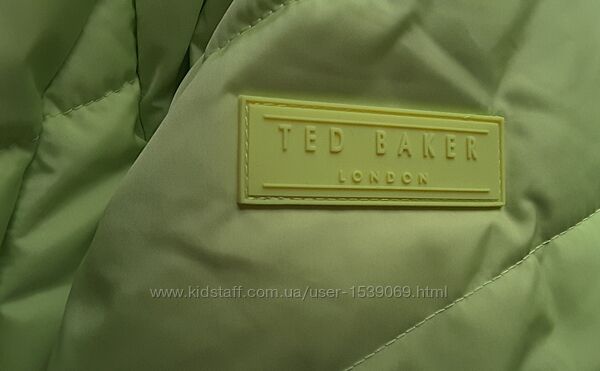 TED BAKER
LONDON
www.kidstaff.com.ua/user-1539069.html